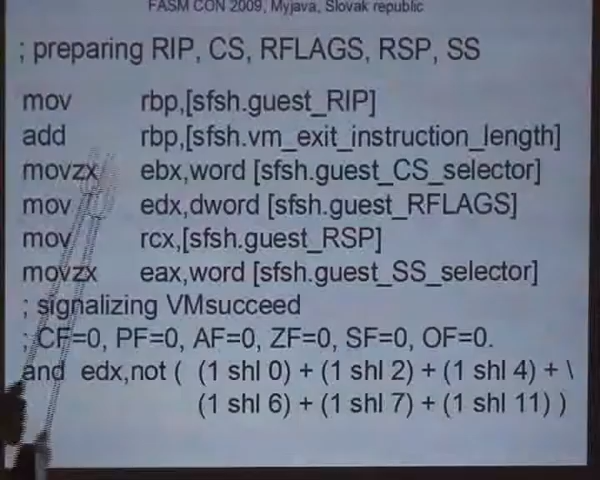 FASM CON 2009, Myjava, Slovak republic
; preparing RIP, CS, RFLAGS, RSP, SS
mov rbp,[sfsh.guest_RIP]
add rbp,[sfsh.vm_exit_instruction_length]
movzx ebx,word [sfsh.guest_CS_selector]
mov edx,dword [sfsh.guest_RFLAGS]
mov rcx,[sfsh.guest_RSP]
movzx eax,word [sfsh.guest_SS_selector]
; signalizing VMsucceed
; CF=0, PF=0, AF=0, ZF=0, SF=0, OF=0.
and edx,not ( (1 shl 0) + (1 shl 2) + (1 shl 4) + \
(1 shl 6) + (1 shl 7) + (1 shl 11) )